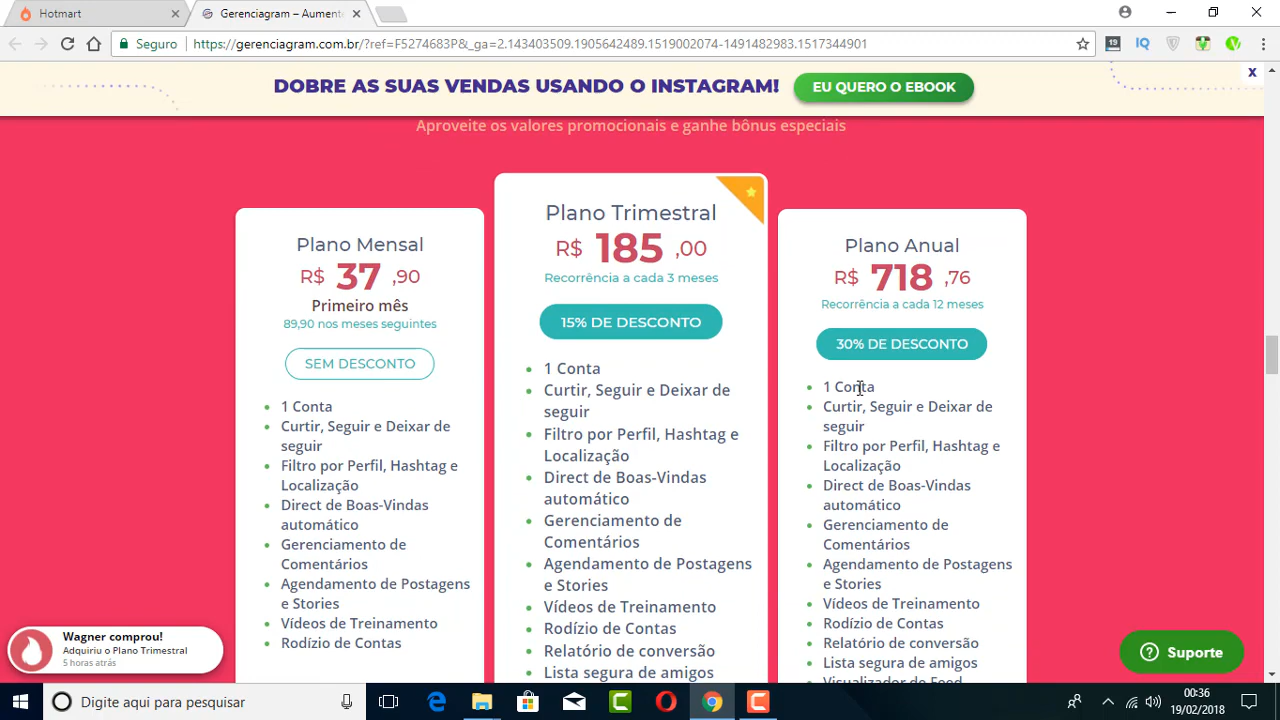 Hotmart
Gerenciagram – Aumente
Seguro
https://gerenciagram.com.br/?ref=F5274683P&_ga=2.143403509.1905642489.1519002074-1491482983.1517344901
19
IQ
DOBRE AS SUAS VENDAS USANDO O INSTAGRAM!
EU QUERO O EBOOK
X
Aproveite os valores promocionais e ganhe bônus especiais
Plano Mensal
R$ 37 ,90
Primeiro mês
89,90 nos meses seguintes
SEM DESCONTO
1 Conta
Curtir, Seguir e Deixar de
seguir
Filtro por Perfil, Hashtag e
Localização
Direct de Boas-Vindas
automático
Gerenciamento de
Comentários
Agendamento de Postagens
e Stories
Vídeos de Treinamento
Rodízio de Contas
Plano Trimestral
R$ 185 ,00
Recorrência a cada 3 meses
15% DE DESCONTO
1 Conta
Curtir, Seguir e Deixar de
seguir
Filtro por Perfil, Hashtag e
Localização
Direct de Boas-Vindas
automático
Gerenciamento de
Comentários
Agendamento de Postagens
e Stories
Vídeos de Treinamento
Rodízio de Contas
Relatório de conversão
Lista segura de amigos
Plano Anual
R$ 718 ,76
Recorrência a cada 12 meses
30% DE DESCONTO
1 Conta
Curtir, Seguir e Deixar de
seguir
Filtro por Perfil, Hashtag e
Localização
Direct de Boas-Vindas
automático
Gerenciamento de
Comentários
Agendamento de Postagens
e Stories
Vídeos de Treinamento
Rodízio de Contas
Relatório de conversão
Lista segura de amigos
Visualizador do Feed
Wagner comprou!
Adquiriu o Plano Trimestral
5 horas atrás
Suporte
Digite aqui para pesquisar
00:36
19/02/2018